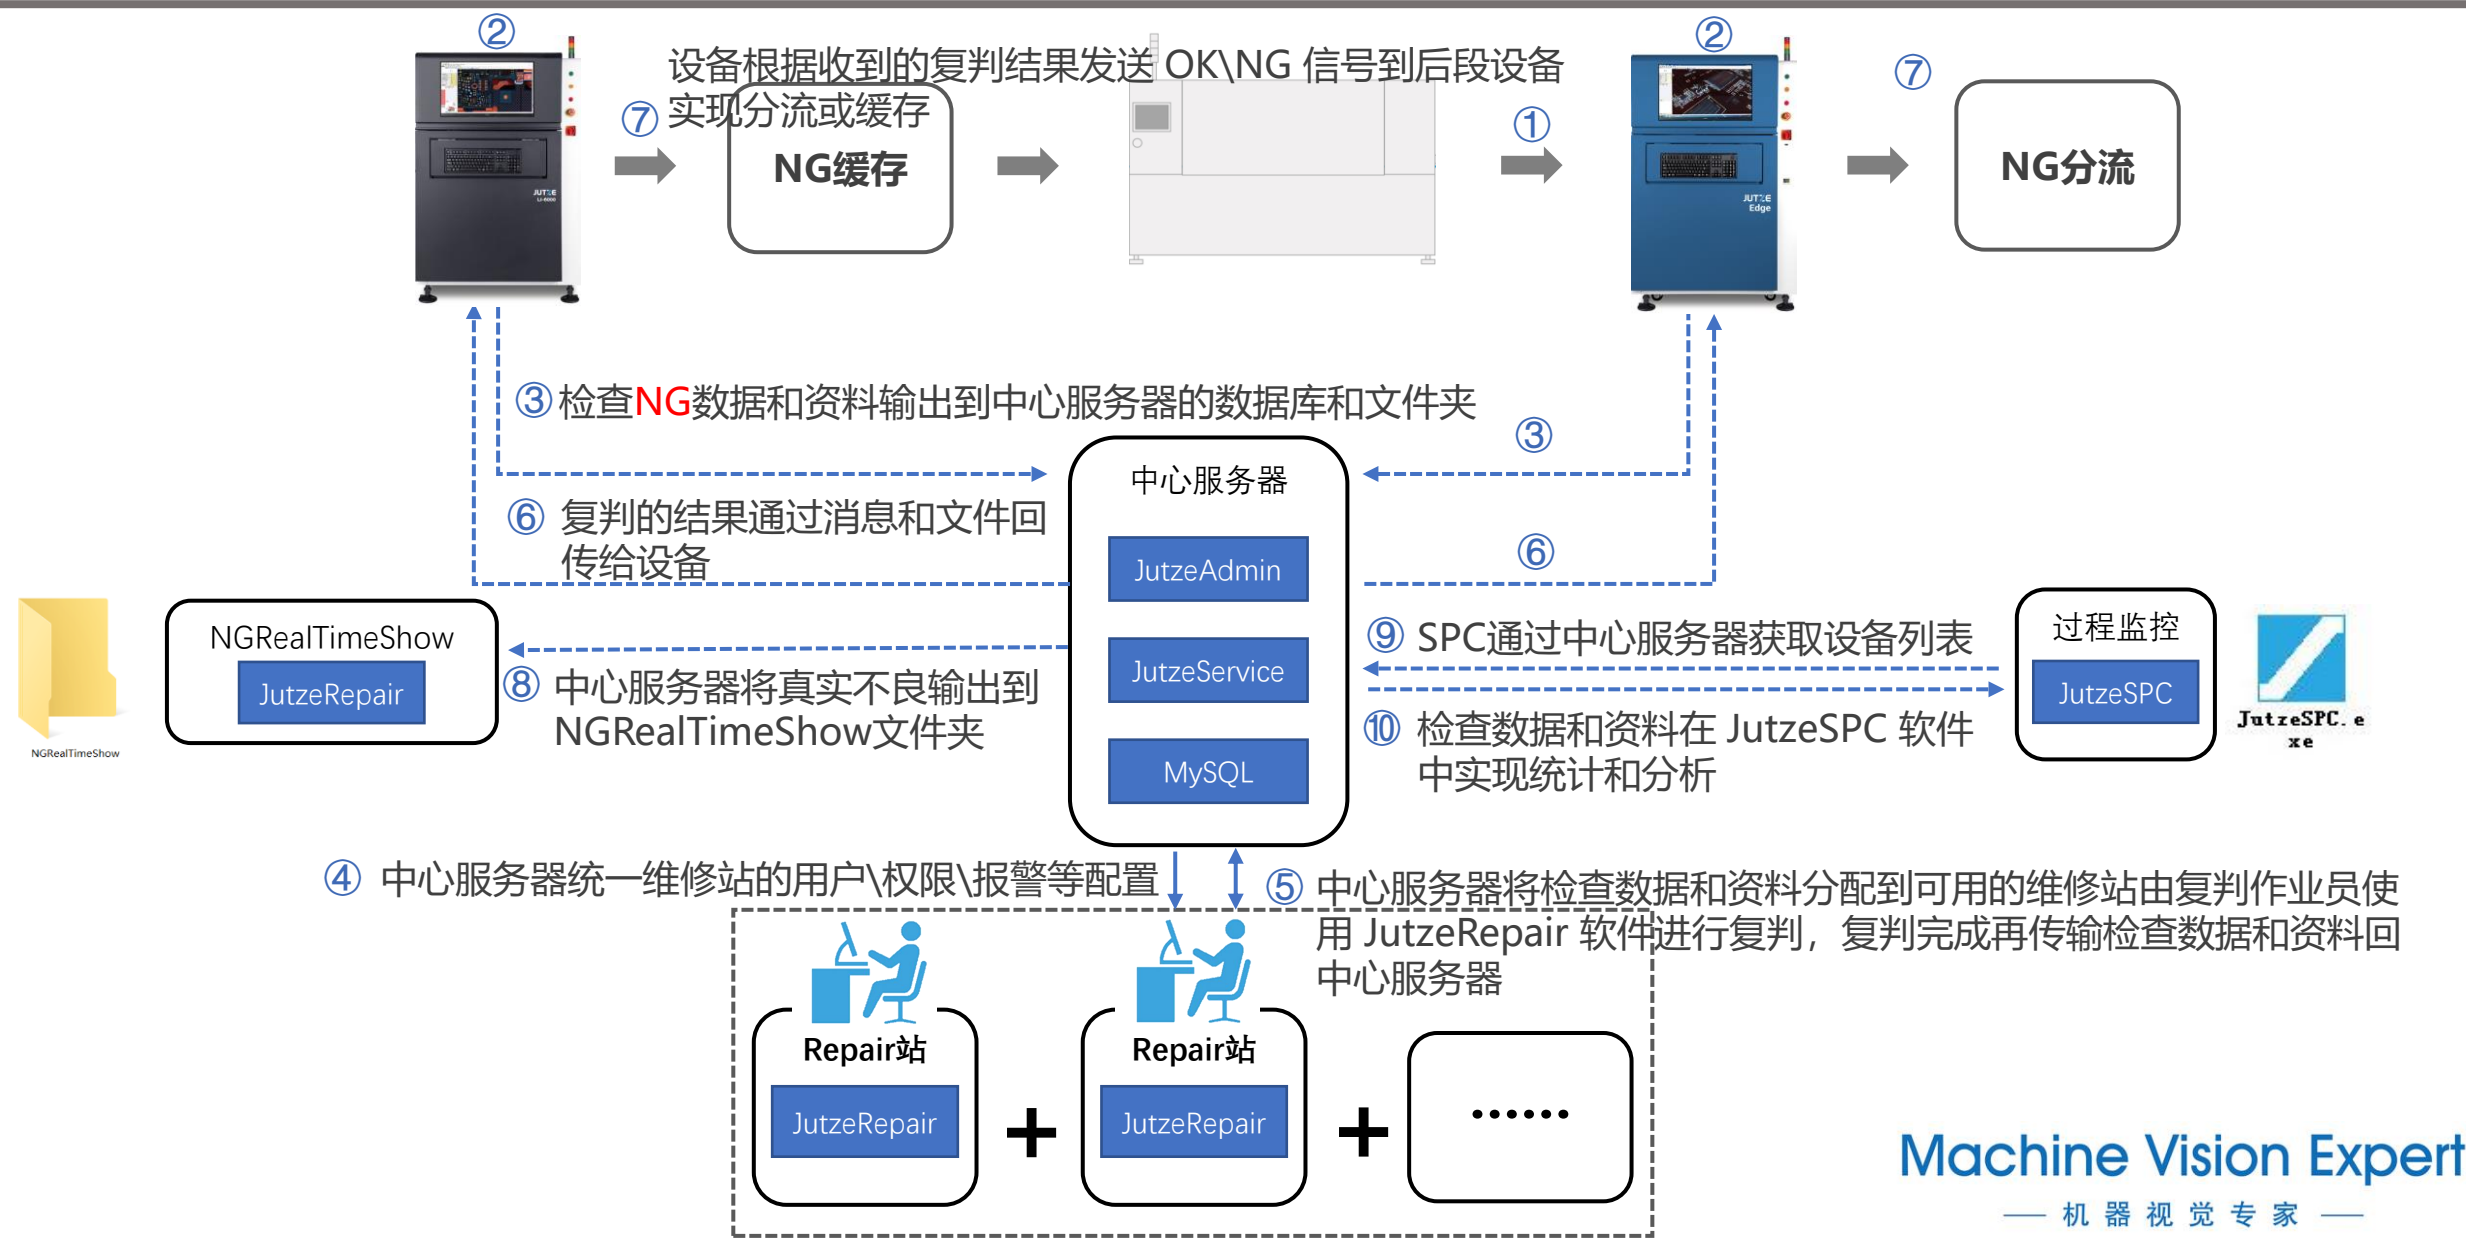 ②
②
设备根据收到的复判结果发送 OK\NG 信号到后段设备
实现分流或缓存
⑦
①
⑦
NG缓存
NG分流
JUTZE
LI-6000
JUTZE
Edge
③ 检查NG数据和资料输出到中心服务器的数据库和文件夹
③
中心服务器
⑥ 复判的结果通过消息和文件回
传给设备
⑥
JutzeAdmin
JutzeService
MySQL
NGRealTimeShow
NGRealTimeShow
JutzeRepair
⑧ 中心服务器将真实不良输出到
NGRealTimeShow文件夹
⑨ SPC通过中心服务器获取设备列表
⑩ 检查数据和资料在 JutzeSPC 软件
中实现统计和分析
过程监控
JutzeSPC
JutzeSPC.e
xe
④ 中心服务器统一维修站的用户\权限\报警等配置
⑤ 中心服务器将检查数据和资料分配到可用的维修站由复判作业员使
用 JutzeRepair 软件进行复判，复判完成再传输检查数据和资料回
中心服务器
Repair站
JutzeRepair
+
Repair站
JutzeRepair
+
······
Machine Vision Expert
— 机器视觉专家 —